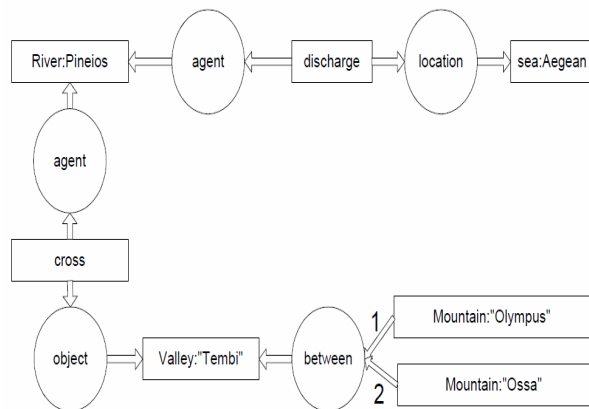 River:Pineios
agent
discharge
location
sea:Aegean
agent
cross
object
Valley:"Tembi"
between
1
Mountain:"Olympus"
2
Mountain:"Ossa"